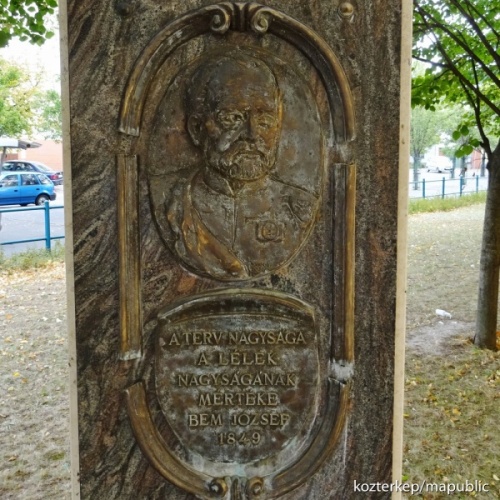 A TERV NAGYSÁGA
A LÉLEK
NAGYSÁGÁNAK
MÉRTÉKE
BEM JÓZSEF
1849
kozterkep/mapublic